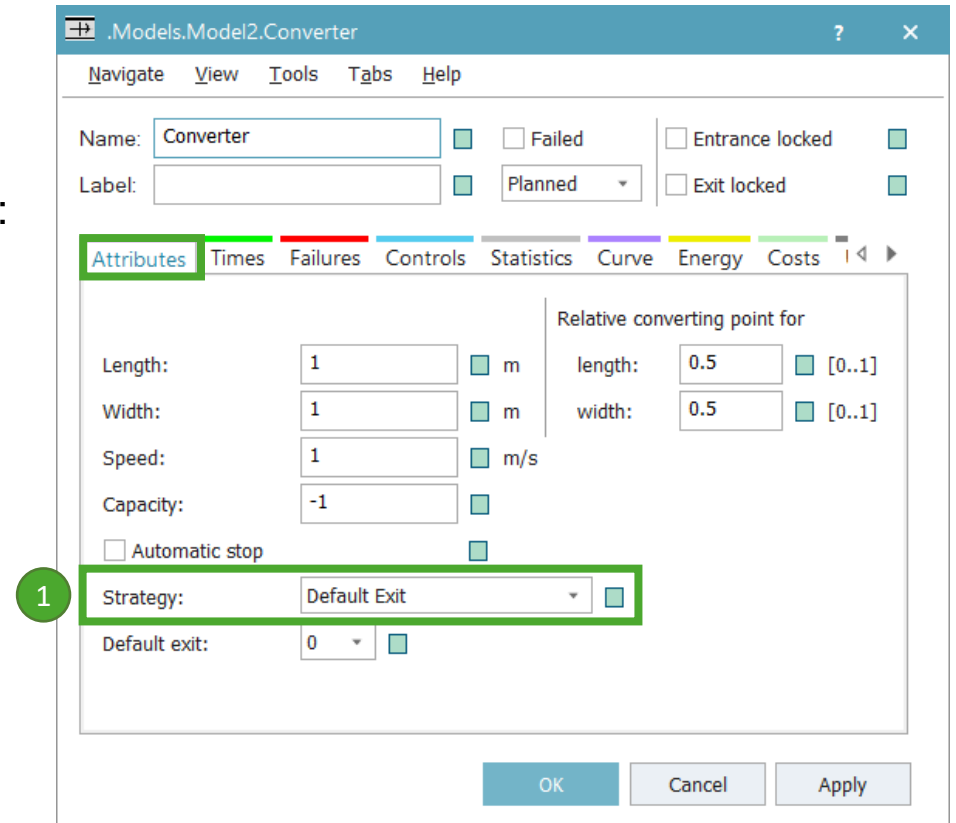 .Models.Model2.Converter ? ×
Navigate View Tools Tabs Help
Name: Converter Failed Entrance locked
Label: Planned Exit locked
:
Attributes Times Failures Controls Statistics Curve Energy Costs
Relative converting point for
Length: 1 m length: 0.5 [0..1]
Width: 1 m width: 0.5 [0..1]
Speed: 1 m/s
Capacity: -1
Automatic stop
1 Strategy: Default Exit
Default exit: 0
OK Cancel Apply